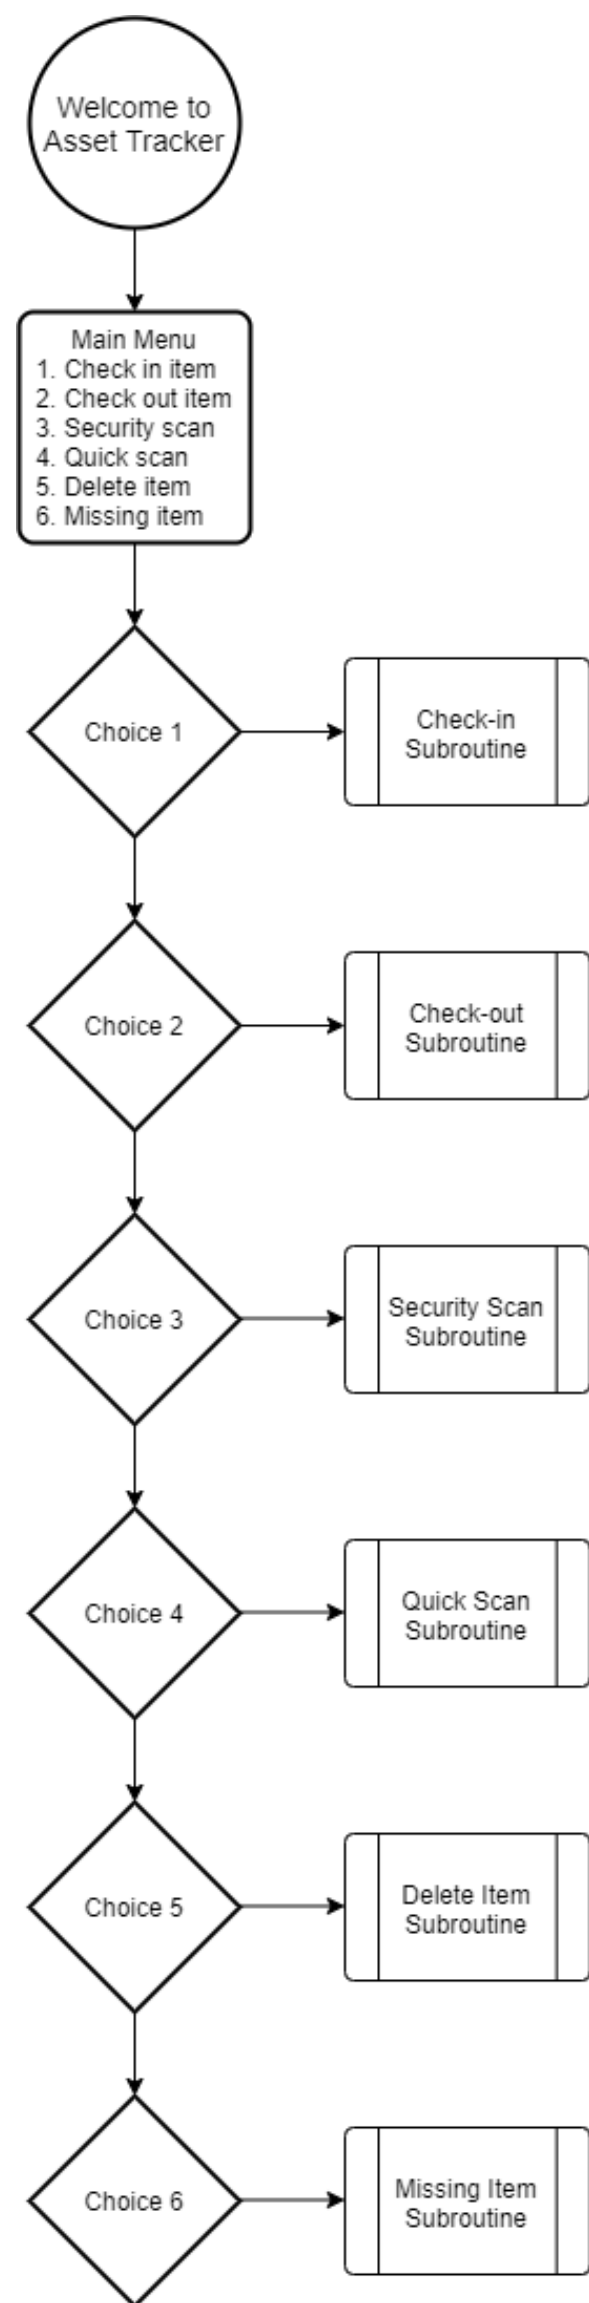 Welcome to
Asset Tracker
Main Menu
1. Check in item
2. Check out item
3. Security scan
4. Quick scan
5. Delete item
6. Missing item
Choice 1
Check-in
Subroutine
Choice 2
Check-out
Subroutine
Choice 3
Security Scan
Subroutine
Choice 4
Quick Scan
Subroutine
Choice 5
Delete Item
Subroutine
Choice 6
Missing Item
Subroutine